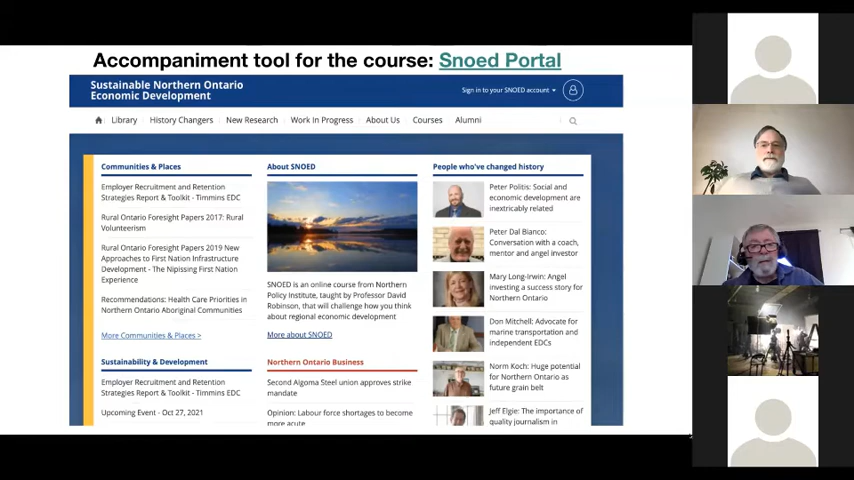 Accompaniment tool for the course: Snoed Portal
Sustainable Northern Ontario
Economic Development
Sign in to your SNOED account
Library
History Changers
New Research
Work In Progress
About Us
Courses
Alumni
Communities & Places
Employer Recruitment and Retention
Strategies Report & Toolkit - Timmins EDC
Rural Ontario Foresight Papers 2017: Rural
Volunteerism
Rural Ontario Foresight Papers 2019 New
Approaches to First Nation Infrastructure
Development - The Nipissing First Nation
Experience
Recommendations: Health Care Priorities in
Northern Ontario Aboriginal Communities
More Communities & Places >
Sustainability & Development
Employer Recruitment and Retention
Strategies Report & Toolkit - Timmins EDC
Upcoming Event - Oct 27, 2021
About SNOED
SNOED is an online course from Northern
Policy Institute, taught by Professor David
Robinson, that will challenge how you think
about regional economic development
More about SNOED
Northern Ontario Business
Second Algoma Steel union approves strike
mandate
Opinion: Labour force shortages to become
more acute
People who've changed history
Peter Politis: Social and
economic development are
inextricably related
Peter Dal Bianco:
Conversation with a coach,
mentor and angel investor
Mary Long-Irwin: Angel
investing a success story for
Northern Ontario
Don Mitchell: Advocate for
marine transportation and
independent EDCs
Norm Koch: Huge potential
for Northern Ontario as
future grain belt
Jeff Elgie: The importance of
quality journalism in